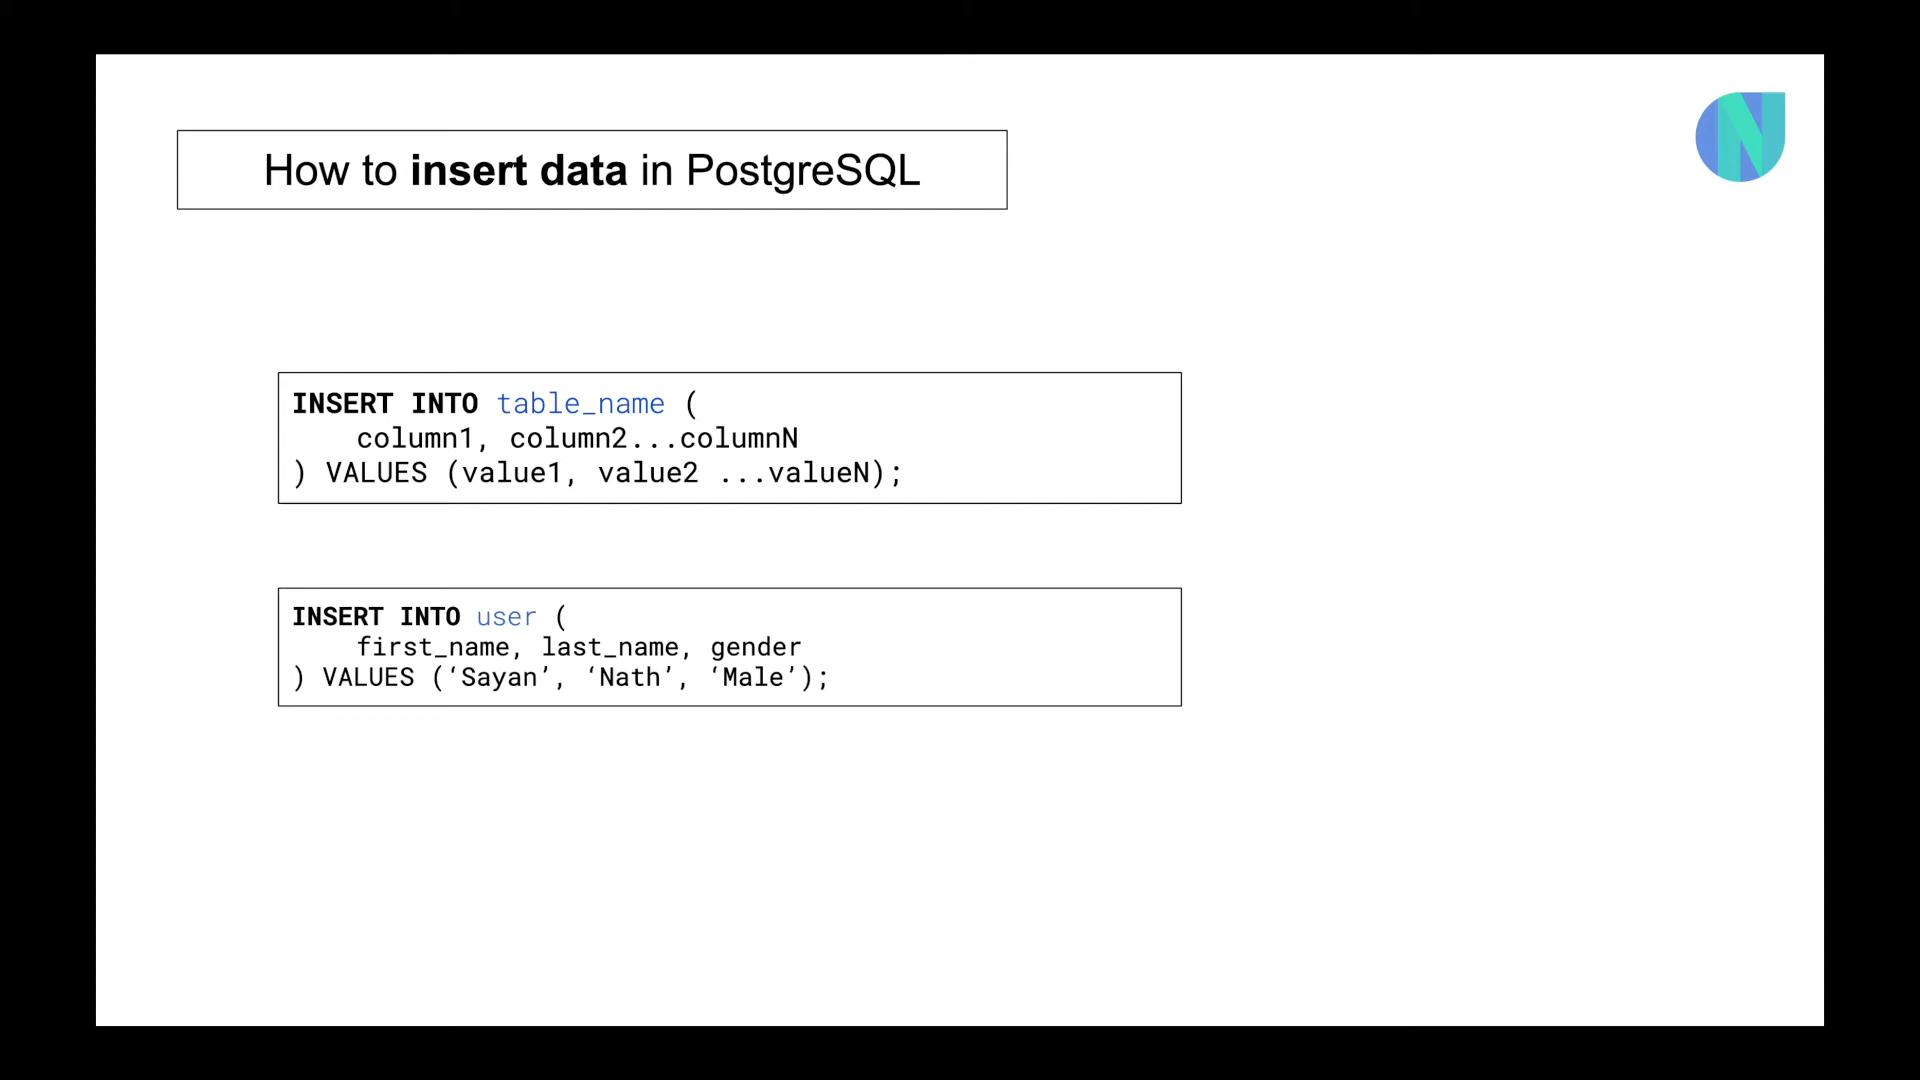 How to insert data in PostgreSQL
INSERT INTO table_name (
column1, column2...columnN
) VALUES (value1, value2 ...valueN);
INSERT INTO user (
first_name, last_name, gender
) VALUES (‘Sayan’, ‘Nath’, ‘Male’);